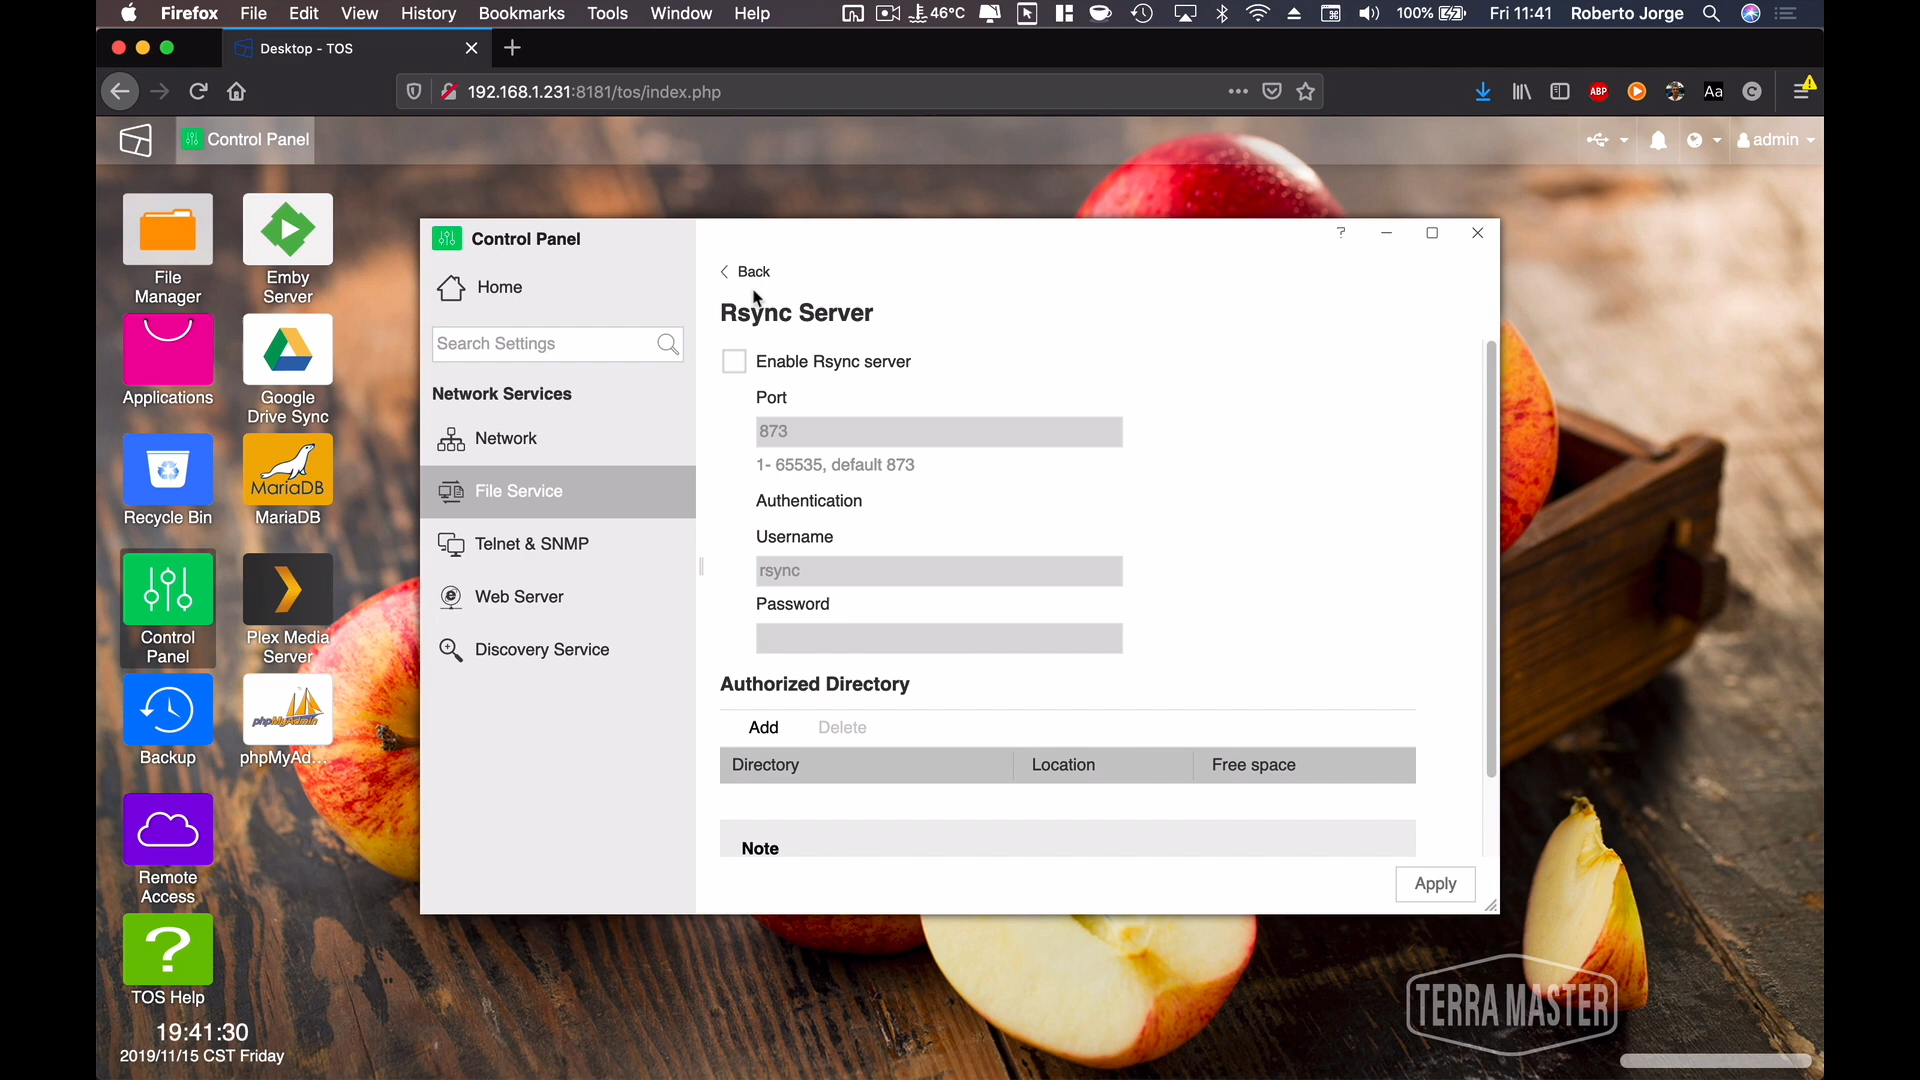 Firefox File Edit View History Bookmarks Tools Window Help 46°C 100% Fri 11:41 Roberto Jorge
Desktop - TOS
192.168.1.231:8181/tos/index.php
ABP
Aa
Control Panel
admin
File
Manager
Emby
Server
Applications
Google
Drive Sync
Recycle Bin
MariaDB
MariaDB
Control
Panel
Plex Media
Server
Backup
phpMyAdmin
phpMyAd...
Remote
Access
TOS Help
19:41:30
2019/11/15 CST Friday
Control Panel
Home
Search Settings
Network Services
Network
File Service
Telnet & SNMP
Web Server
Discovery Service
Back
Rsync Server
Enable Rsync server
Port
873
1- 65535, default 873
Authentication
Username
rsync
Password
Authorized Directory
Add Delete
Directory Location Free space
Note
Apply
TERRA MASTER